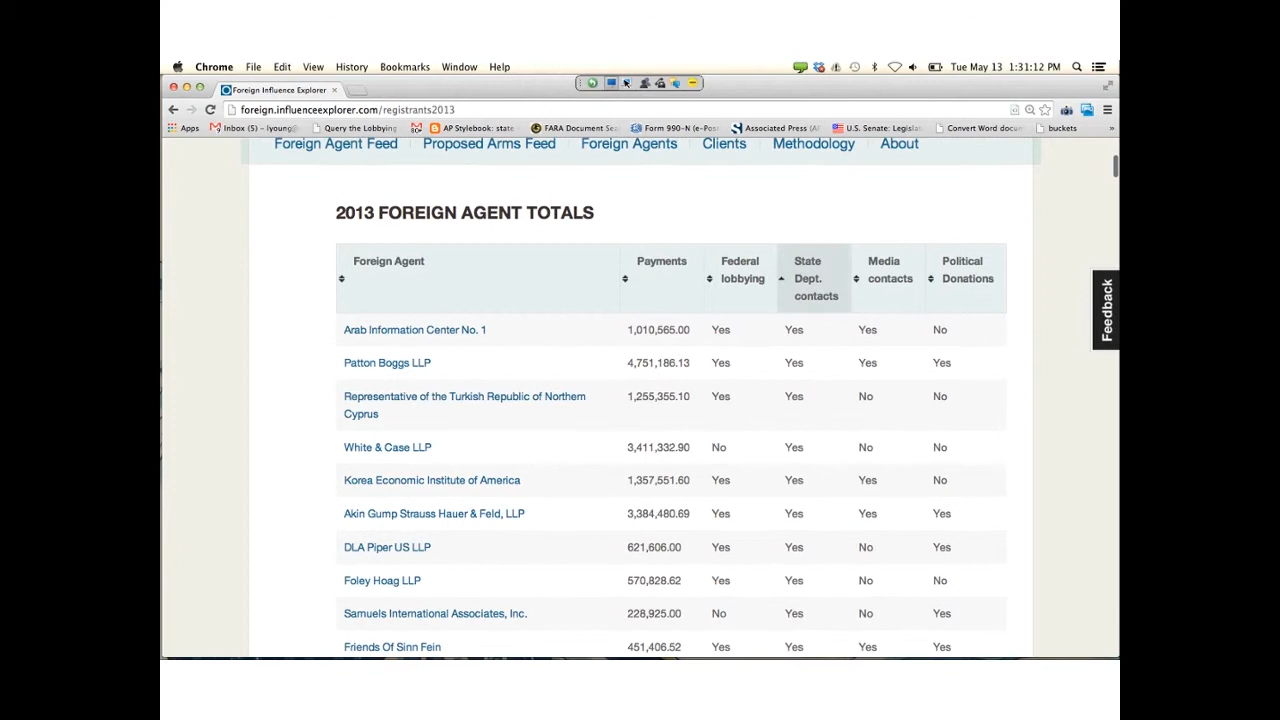 Chrome File Edit View History Bookmarks Window Help Tue May 13 1:31:12 PM
Foreign Influence Explorer
foreign.influenceexplorer.com/registrants2013
Apps Inbox (5) – lyoung@ Query the Lobbying AP Stylebook: state FARA Document Se Form 990-N (e-Pos Associated Press (A U.S. Senate: Legisla Convert Word docu buckets »
Foreign Agent Feed Proposed Arms Feed Foreign Agents Clients Methodology About
2013 FOREIGN AGENT TOTALS
Foreign Agent Payments Federal lobbying State Dept. contacts Media contacts Political Donations
Arab Information Center No. 1 1,010,565.00 Yes Yes Yes No
Patton Boggs LLP 4,751,186.13 Yes Yes Yes Yes
Representative of the Turkish Republic of Northern Cyprus 1,255,355.10 Yes Yes No No
White & Case LLP 3,411,332.90 No Yes No No
Korea Economic Institute of America 1,357,551.60 Yes Yes Yes No
Akin Gump Strauss Hauer & Feld, LLP 3,384,480.69 Yes Yes Yes Yes
DLA Piper US LLP 621,606.00 Yes Yes No Yes
Foley Hoag LLP 570,828.62 Yes Yes No No
Samuels International Associates, Inc. 228,925.00 No Yes No Yes
Friends Of Sinn Fein 451,406.52 Yes Yes Yes Yes
Feedback